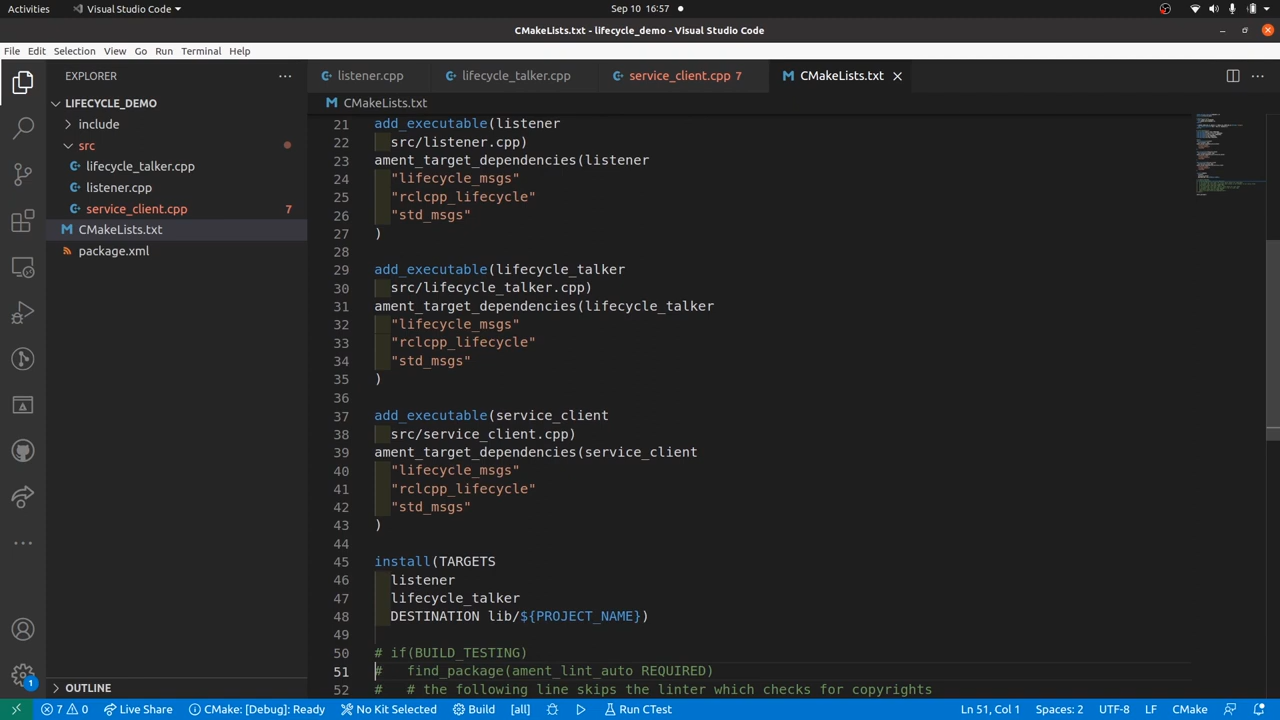 Activities
Visual Studio Code
Sep 10 16:57
CMakeLists.txt - lifecycle_demo - Visual Studio Code
File Edit Selection View Go Run Terminal Help
EXPLORER
LIFECYCLE_DEMO
include
src
lifecycle_talker.cpp
listener.cpp
service_client.cpp 7
CMakeLists.txt
package.xml
OUTLINE
1
listener.cpp
lifecycle_talker.cpp
service_client.cpp 7
CMakeLists.txt
CMakeLists.txt
21 add_executable(listener
22 src/listener.cpp)
23 ament_target_dependencies(listener
24 "lifecycle_msgs"
25 "rclcpp_lifecycle"
26 "std_msgs"
27 )
28
29 add_executable(lifecycle_talker
30 src/lifecycle_talker.cpp)
31 ament_target_dependencies(lifecycle_talker
32 "lifecycle_msgs"
33 "rclcpp_lifecycle"
34 "std_msgs"
35 )
36
37 add_executable(service_client
38 src/service_client.cpp)
39 ament_target_dependencies(service_client
40 "lifecycle_msgs"
41 "rclcpp_lifecycle"
42 "std_msgs"
43 )
44
45 install(TARGETS
46 listener
47 lifecycle_talker
48 DESTINATION lib/${PROJECT_NAME})
49
50 # if(BUILD_TESTING)
51 #   find_package(ament_lint_auto REQUIRED)
52 #   # the following line skips the linter which checks for copyrights
7 0 Live Share CMake: [Debug]: Ready No Kit Selected Build [all] Run CTest Ln 51, Col 1 Spaces: 2 UTF-8 LF CMake